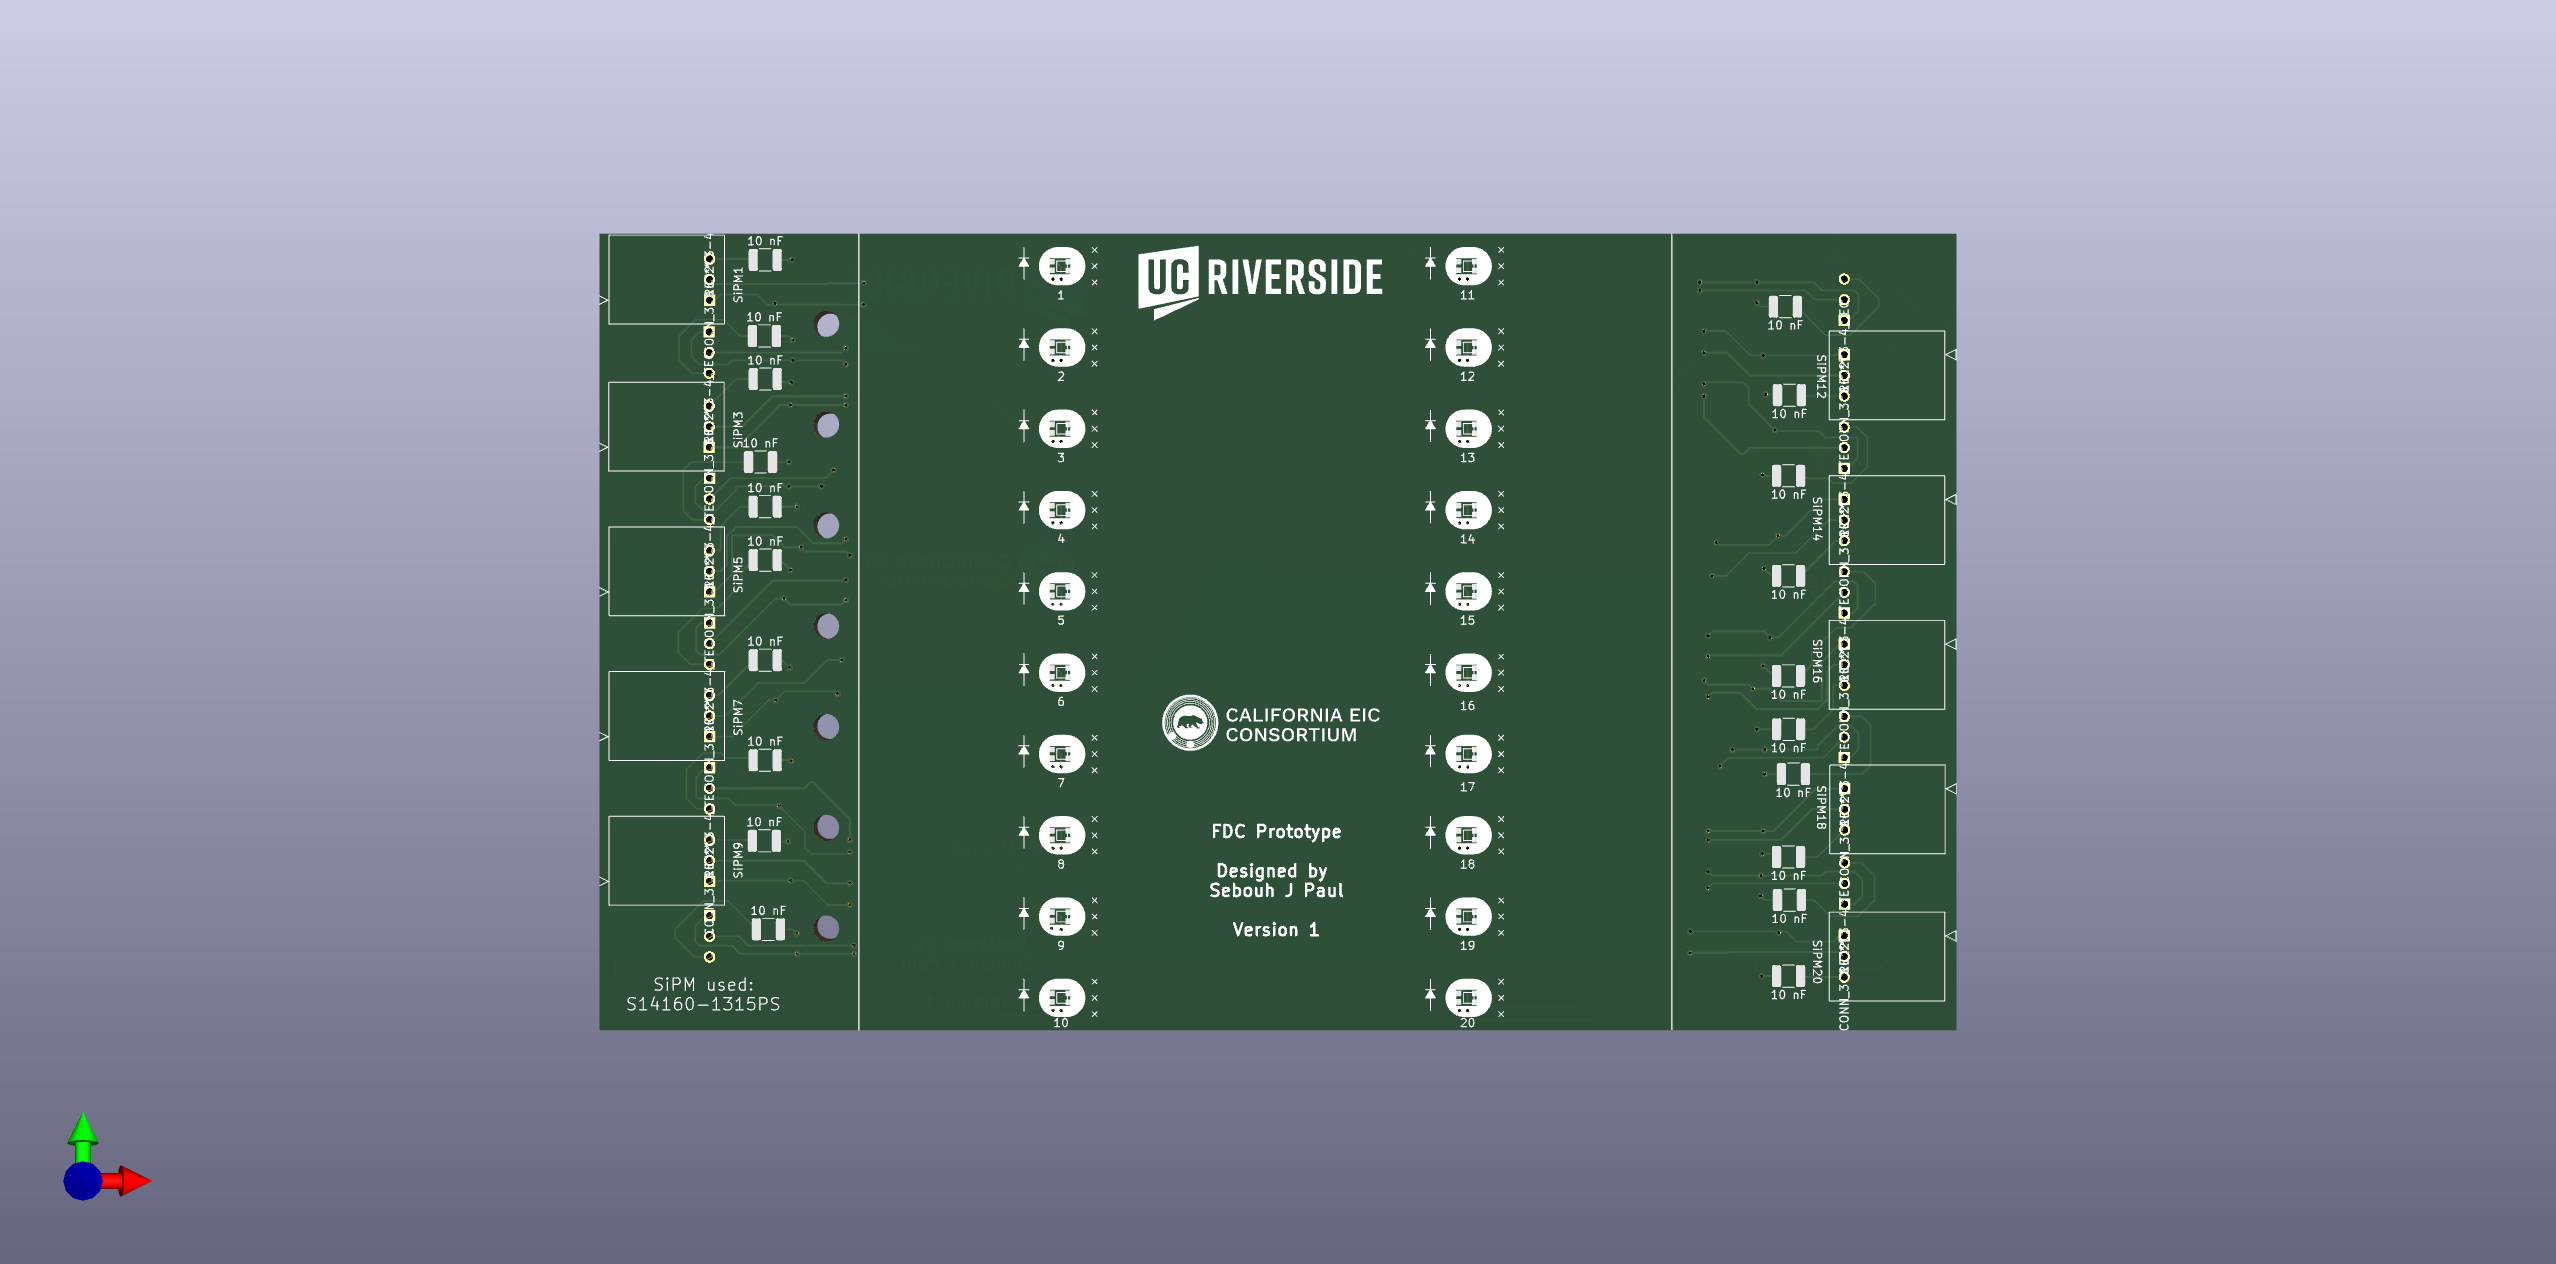 10 nF
SiPM1
10 nF
10 nF
SiPM3
10 nF
10 nF
10 nF
SiPM5
10 nF
SiPM7
10 nF
10 nF
SiPM9
10 nF
SiPM used:
S14160-1315PS
1
2
3
4
5
6
7
8
9
10
UC RIVERSIDE
CALIFORNIA EIC
CONSORTIUM
FDC Prototype
Designed by
Sebouh J Paul
Version 1
11
12
13
14
15
16
17
18
19
20
10 nF
SiPM12
10 nF
10 nF
SiPM14
10 nF
SiPM16
10 nF
10 nF
10 nF
SiPM18
10 nF
10 nF
SiPM20
10 nF